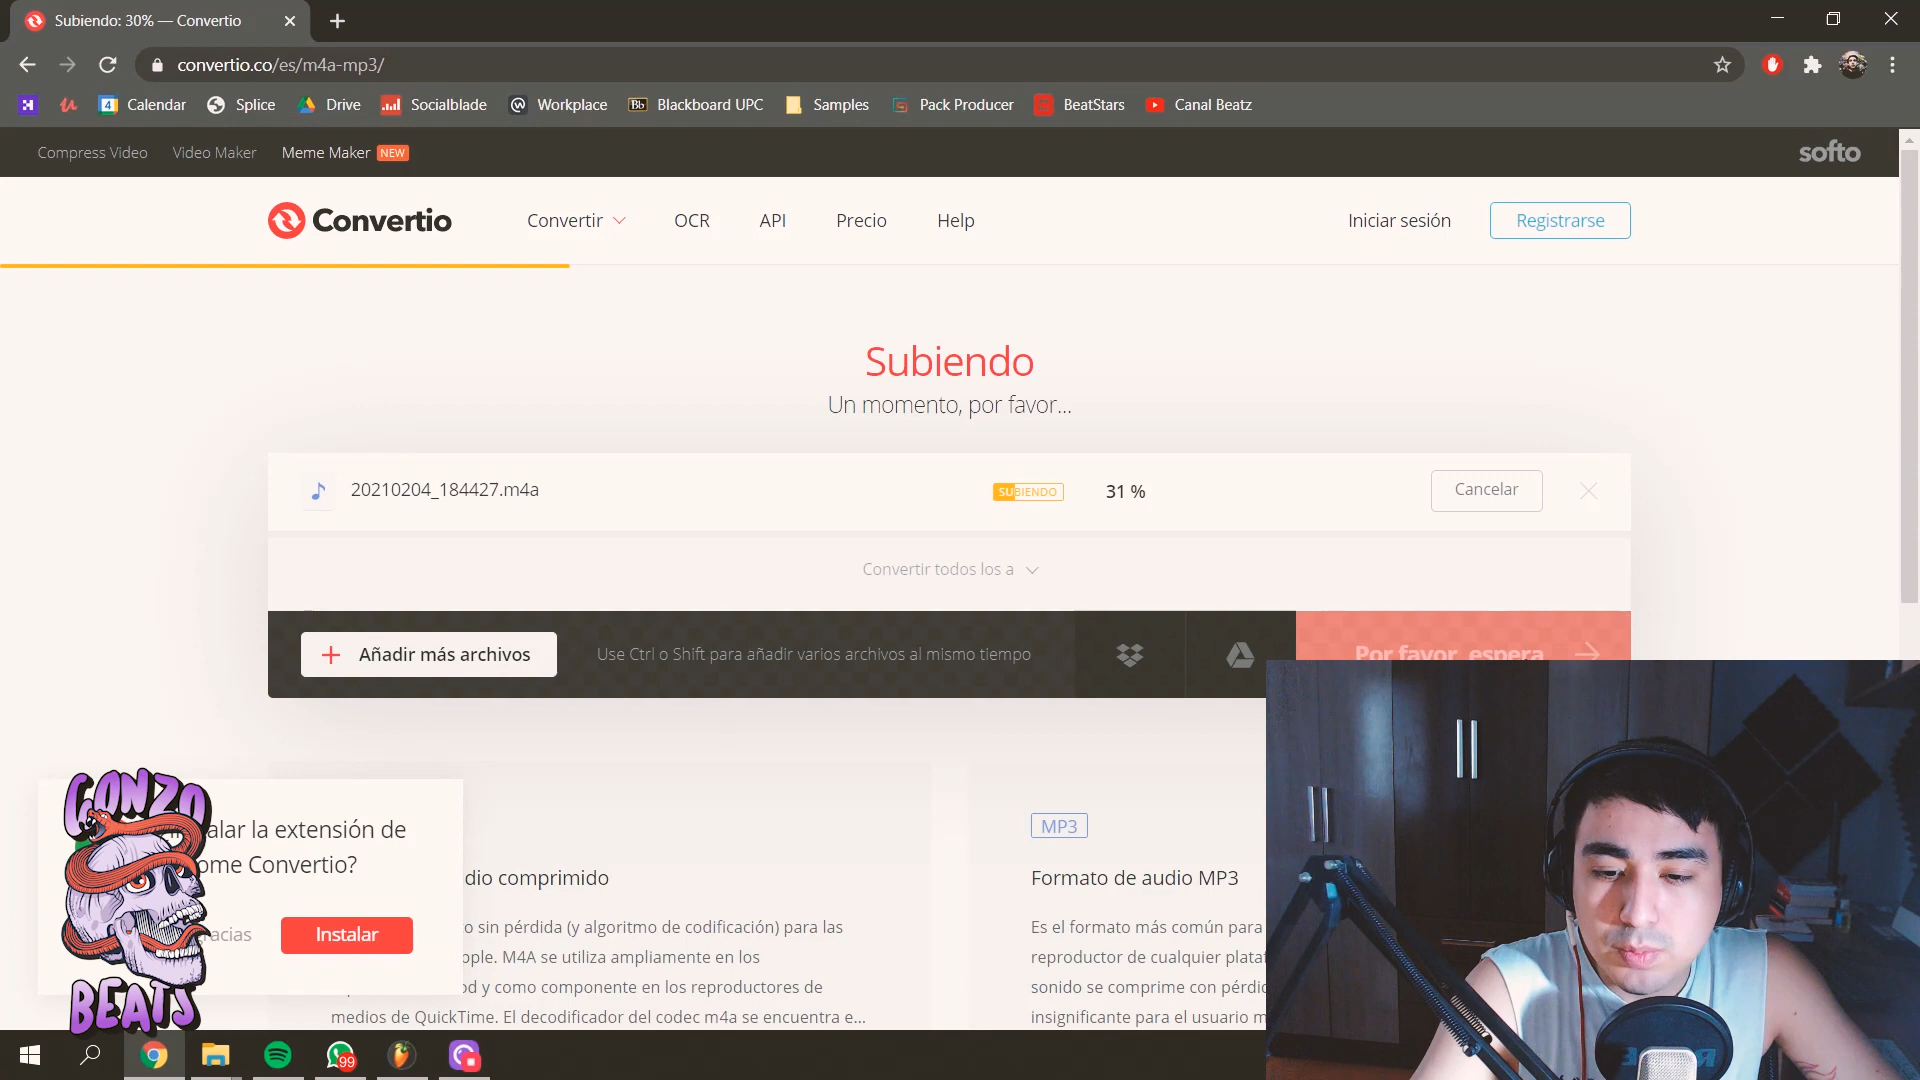 Subiendo: 30% — Convertio
convertio.co/es/m4a-mp3/
4 Calendar Splice Drive Socialblade Workplace Bb Blackboard UPC Samples Pack Producer BeatStars Canal Beatz
Compress Video Video Maker Meme Maker NEW softo
Convertio Convertir OCR API Precio Help Iniciar sesión Registrarse
Subiendo
Un momento, por favor...
20210204_184427.m4a SUBIENDO 31 % Cancelar
Convertir todos los a
Añadir más archivos Use Ctrl o Shift para añadir varios archivos al mismo tiempo Por favor, espera
GONZO
BEATS
alar la extensión de
ome Convertio?
racias Instalar
dio comprimido
o sin pérdida (y algoritmo de codificación) para las
ple. M4A se utiliza ampliamente en los
od y como componente en los reproductores de
medios de QuickTime. El decodificador del codec m4a se encuentra e...
MP3
Formato de audio MP3
Es el formato más común para
reproductor de cualquier plata
sonido se comprime con pérdid
insignificante para el usuario m
99